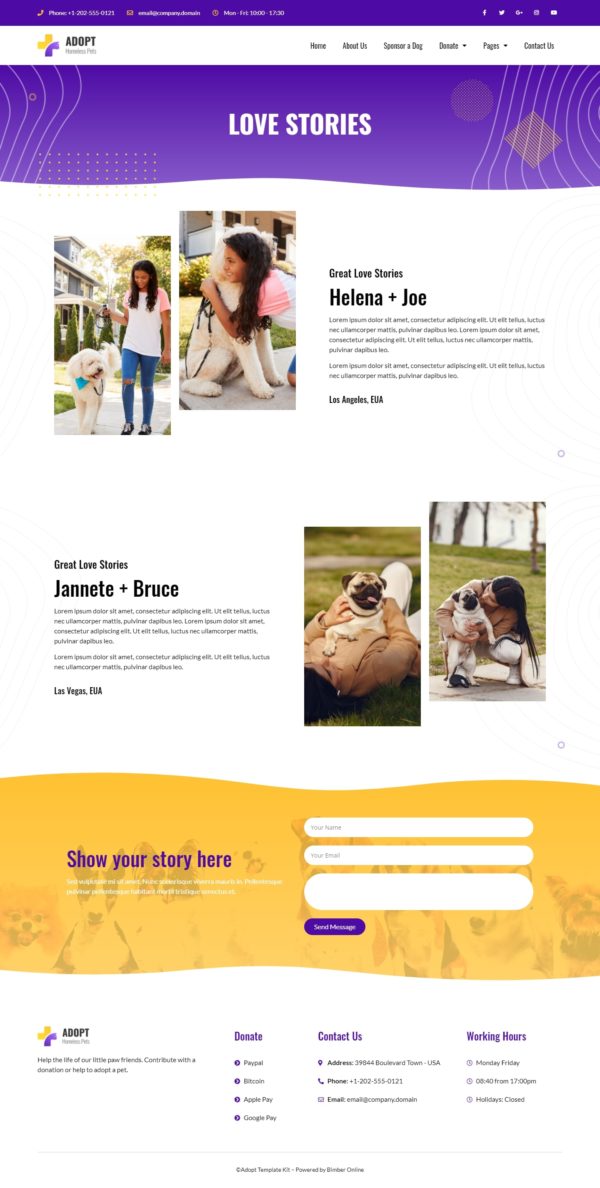 Phone: +1-202-555-0121 email@company.domain Mon - Fri: 10:00 - 17:30
ADOPT
Homeless Pets
Home About Us Sponsor a Dog Donate Pages Contact Us
LOVE STORIES
Great Love Stories
Helena + Joe
Lorem ipsum dolor sit amet, consectetur adipiscing elit. Ut elit tellus, luctus
nec ullamcorper mattis, pulvinar dapibus leo. Lorem ipsum dolor sit amet,
consectetur adipiscing elit. Ut elit tellus, luctus nec ullamcorper mattis,
pulvinar dapibus leo.
Lorem ipsum dolor sit amet, consectetur adipiscing elit. Ut elit tellus, luctus
nec ullamcorper mattis, pulvinar dapibus leo.
Los Angeles, EUA
Great Love Stories
Jannete + Bruce
Lorem ipsum dolor sit amet, consectetur adipiscing elit. Ut elit tellus, luctus
nec ullamcorper mattis, pulvinar dapibus leo. Lorem ipsum dolor sit amet,
consectetur adipiscing elit. Ut elit tellus, luctus nec ullamcorper mattis,
pulvinar dapibus leo.
Lorem ipsum dolor sit amet, consectetur adipiscing elit. Ut elit tellus, luctus
nec ullamcorper mattis, pulvinar dapibus leo.
Las Vegas, EUA
Show your story here
Sed vulputate mi sit amet. Nunc scelerisque viverra mauris in. Pellentesque
pulvinar pellentesque habitant morbi tristique senectus et.
Your Name
Your Email
Send Message
ADOPT
Homeless Pets
Help the life of our little paw friends. Contribute with a
donation or help to adopt a pet.
Donate
Paypal
Bitcoin
Apple Pay
Google Pay
Contact Us
Address: 39844 Boulevard Town - USA
Phone: +1-202-555-0121
Email: email@company.domain
Working Hours
Monday Friday
08:40 from 17:00pm
Holidays: Closed
©Adopt Template Kit – Powered by Bimber Online